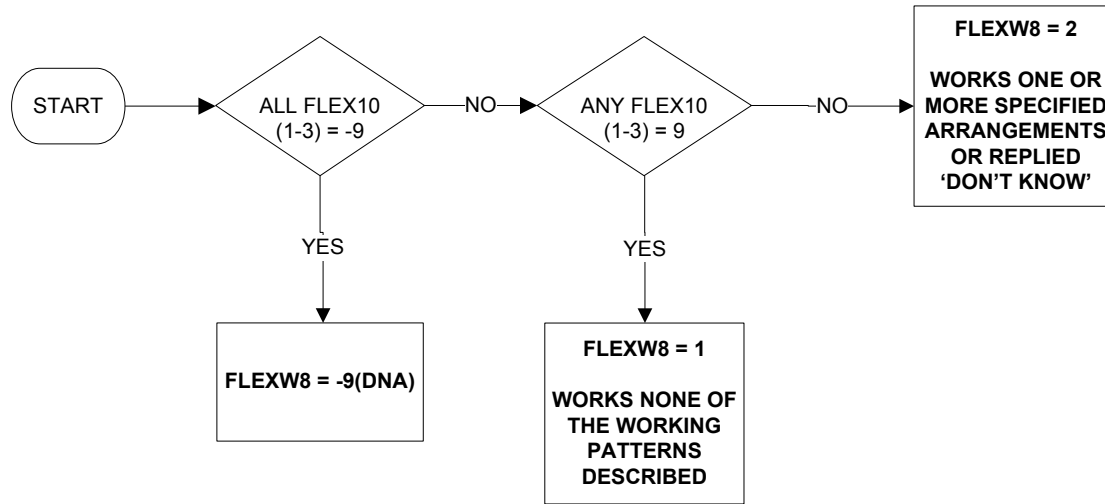 START
ALL FLEX10
(1-3) = -9
NO
ANY FLEX10
(1-3) = 9
NO
FLEXW8 = 2
WORKS ONE OR
MORE SPECIFIED
ARRANGEMENTS
OR REPLIED
‘DON’T KNOW’
YES
YES
FLEXW8 = -9(DNA)
FLEXW8 = 1
WORKS NONE OF
THE WORKING
PATTERNS
DESCRIBED